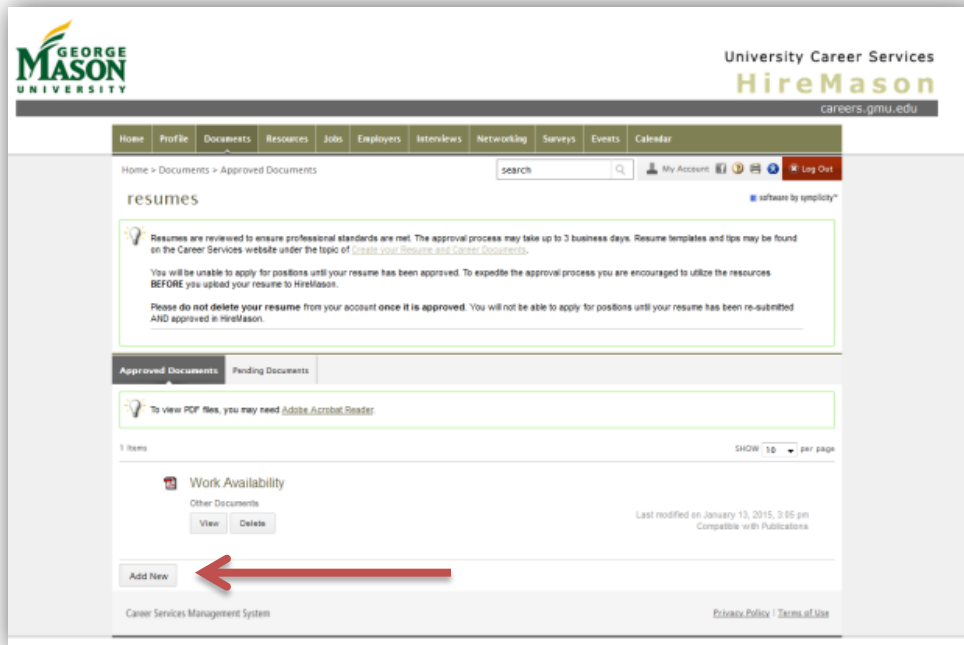 GEORGE
MASON
UNIVERSITY
University Career Services
HireMason
careers.gmu.edu
Home Profile Documents Resources Jobs Employers Interviews Networking Surveys Events Calendar
Home > Documents > Approved Documents
search
My Account
Log Out
resumes
software by symplicity™
Resumes are reviewed to ensure professional standards are met. The approval process may take up to 3 business days. Resume templates and tips may be found
on the Career Services website under the topic of Create your Resume and Career Documents.
You will be unable to apply for positions until your resume has been approved. To expedite the approval process you are encouraged to utilize the resources
BEFORE you upload your resume to HireMason.
Please do not delete your resume from your account once it is approved. You will not be able to apply for positions until your resume has been re-submitted
AND approved in HireMason.
Approved Documents Pending Documents
To view PDF files, you may need Adobe Acrobat Reader.
1 Items
SHOW 10 per page
Work Availability
Other Documents
View Delete
Last modified on January 13, 2015, 3:05 pm
Compatible with Publications
Add New
Career Services Management System
Privacy Policy | Terms of Use